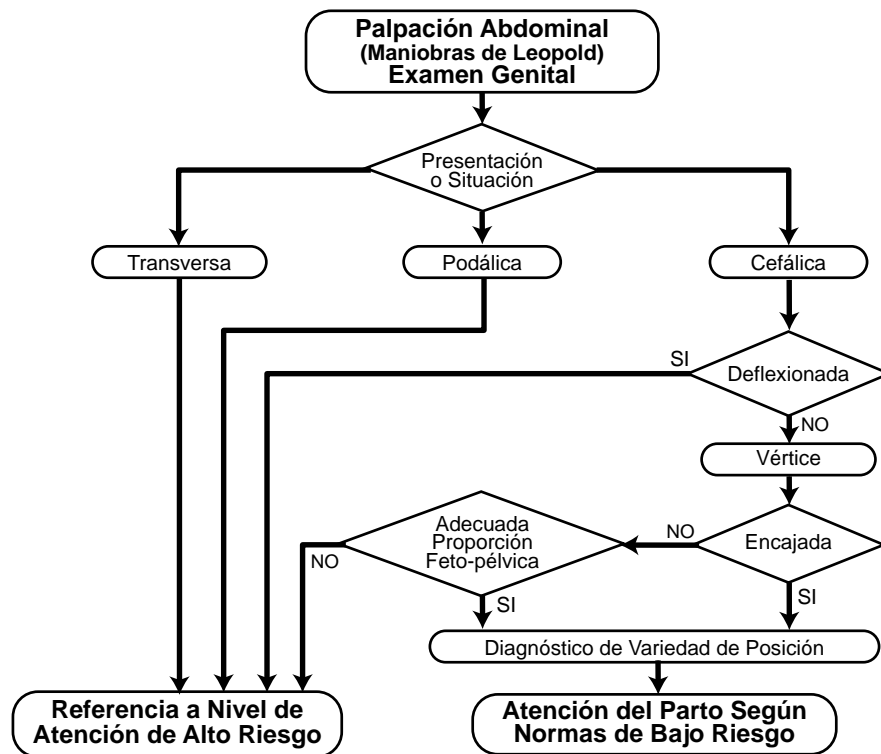 Palpación Abdominal
(Maniobras de Leopold)
Examen Genital
Presentación
o Situación
Transversa
Podálica
Cefálica
SI
Deflexionada
NO
Vértice
Adecuada
Proporción
Feto-pélvica
NO
Encajada
NO
SI
SI
Diagnóstico de Variedad de Posición
Referencia a Nivel de
Atención de Alto Riesgo
Atención del Parto Según
Normas de Bajo Riesgo